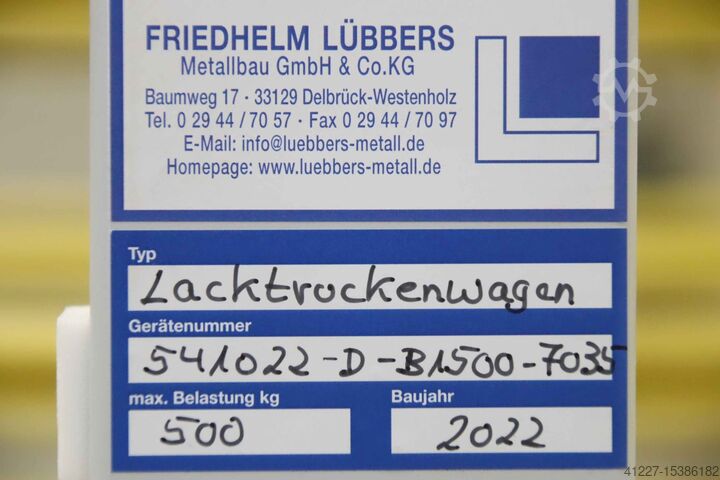 FRIEDHELM LÜBBERS
Metallbau GmbH & Co.KG
Baumweg 17 · 33129 Delbrück-Westenholz
Tel. 0 29 44 / 70 57 · Fax 0 29 44 / 70 97
E-Mail: info@luebbers-metall.de
Homepage: www.luebbers-metall.de
Typ
Lacktrockenwagen
Gerätenummer
541022-D-B1500-7035
max. Belastung kg
Baujahr
500
2022
41227-15386182